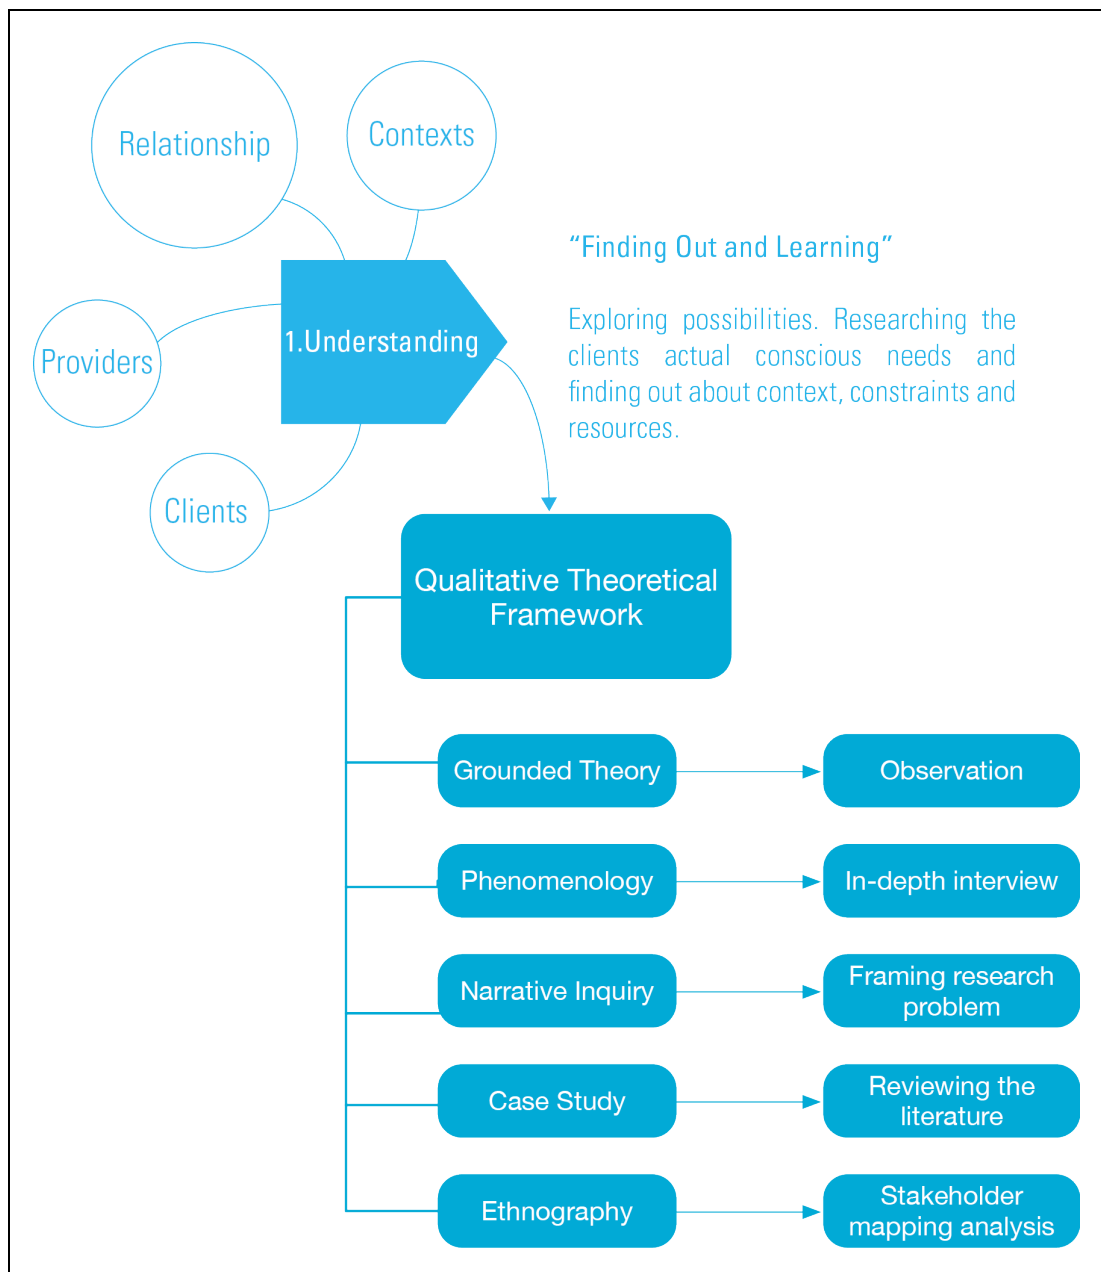 Relationship
Contexts
“Finding Out and Learning”
1.Understanding
Exploring possibilities. Researching the
clients actual conscious needs and
finding out about context, constraints and
resources.
Providers
Clients
Qualitative Theoretical
Framework
Grounded Theory
Observation
Phenomenology
In-depth interview
Narrative Inquiry
Framing research
problem
Case Study
Reviewing the
literature
Ethnography
Stakeholder
mapping analysis